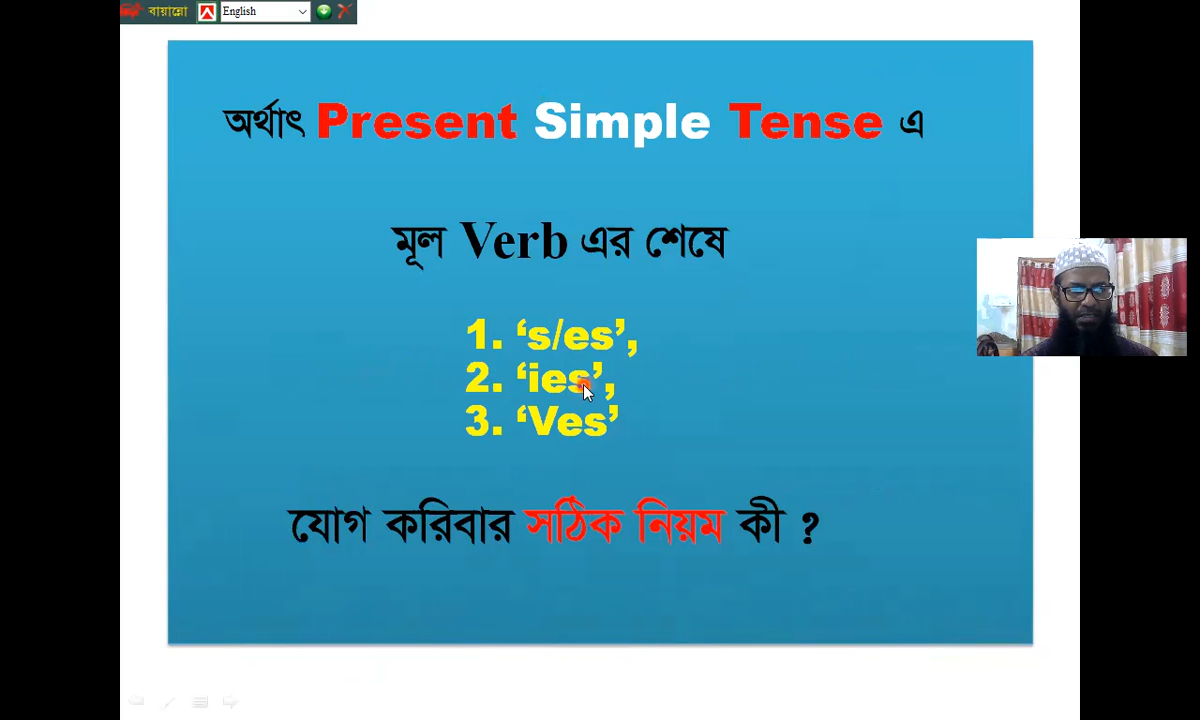 বায়ান্নো English
অর্থাৎ Present Simple Tense এ
মূল Verb এর শেষে
1. ‘s/es’,
2. ‘ies’,
3. ‘Ves’
যোগ করিবার সঠিক নিয়ম কী ?